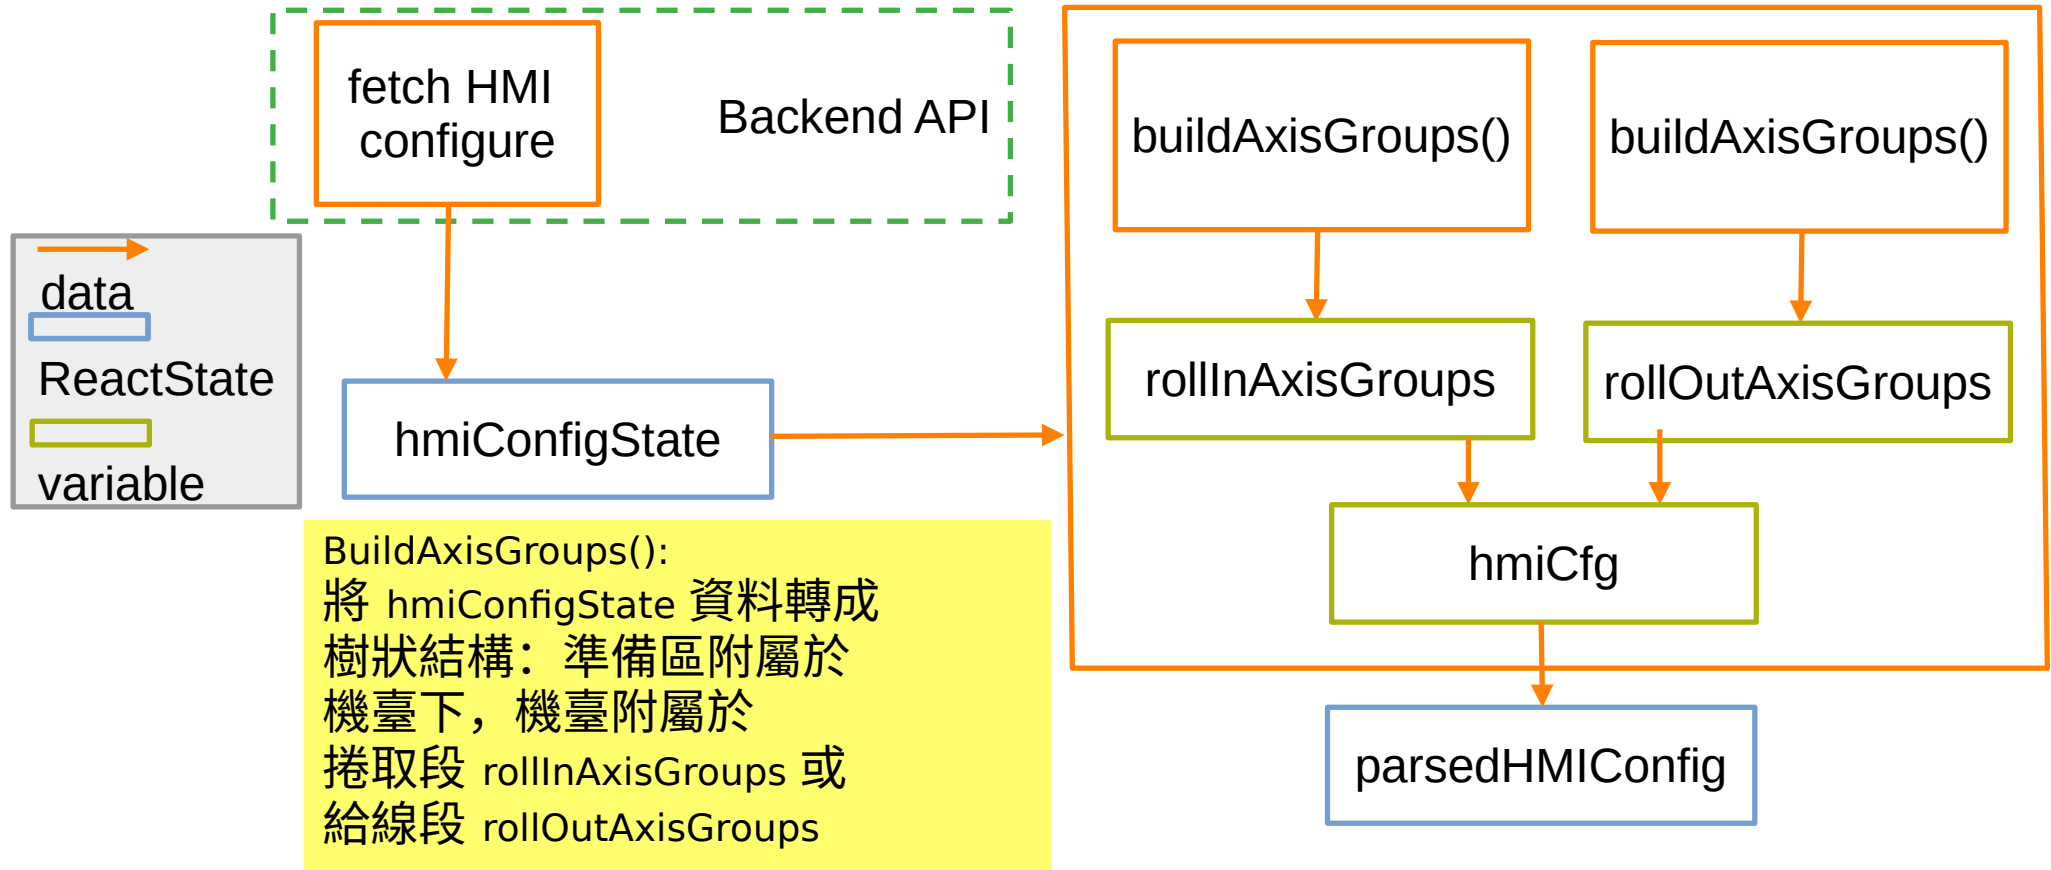 fetch HMI
configure
Backend API
buildAxisGroups()
buildAxisGroups()
data
ReactState
variable
hmiConfigState
rollInAxisGroups
rollOutAxisGroups
hmiCfg
parsedHMIConfig
BuildAxisGroups():
將 hmiConfigState 資料轉成
樹狀結構：準備區附屬於
機臺下，機臺附屬於
捲取段 rollInAxisGroups 或
給線段 rollOutAxisGroups